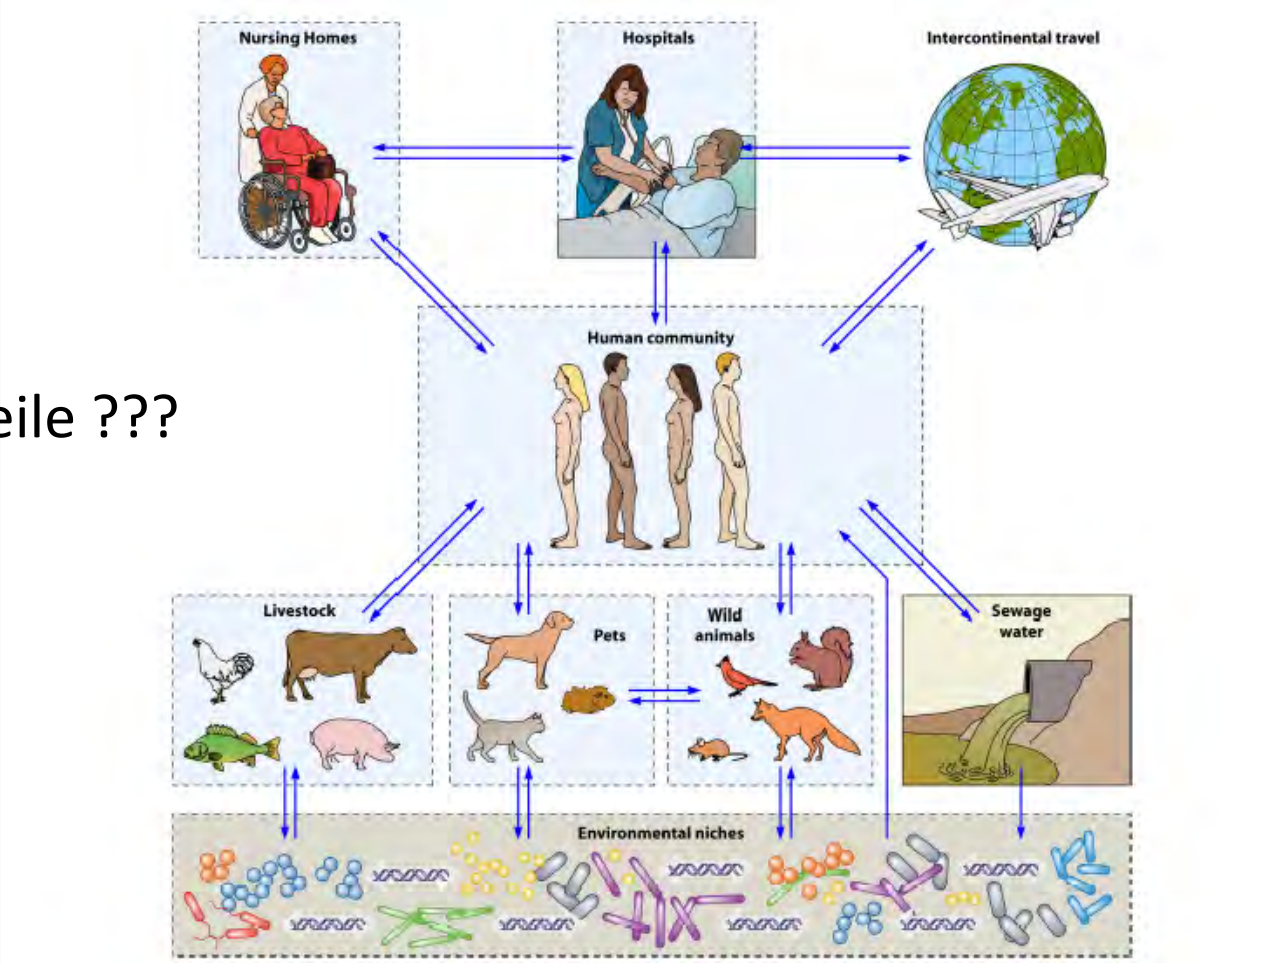 Nursing Homes
Hospitals
Intercontinental travel
Human community
eile ???
Livestock
Pets
Wild
animals
Sewage
water
Environmental niches